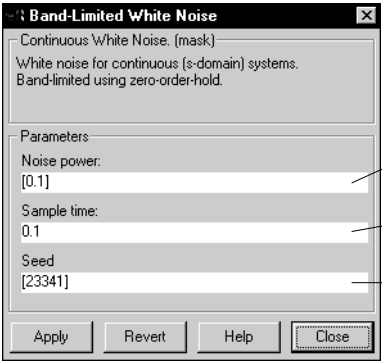 Band-Limited White Noise
Continuous White Noise. (mask)
White noise for continuous (s-domain) systems.
Band-limited using zero-order-hold.
Parameters
Noise power:
[0.1]
Sample time:
0.1
Seed
[23341]
Apply Revert Help Close